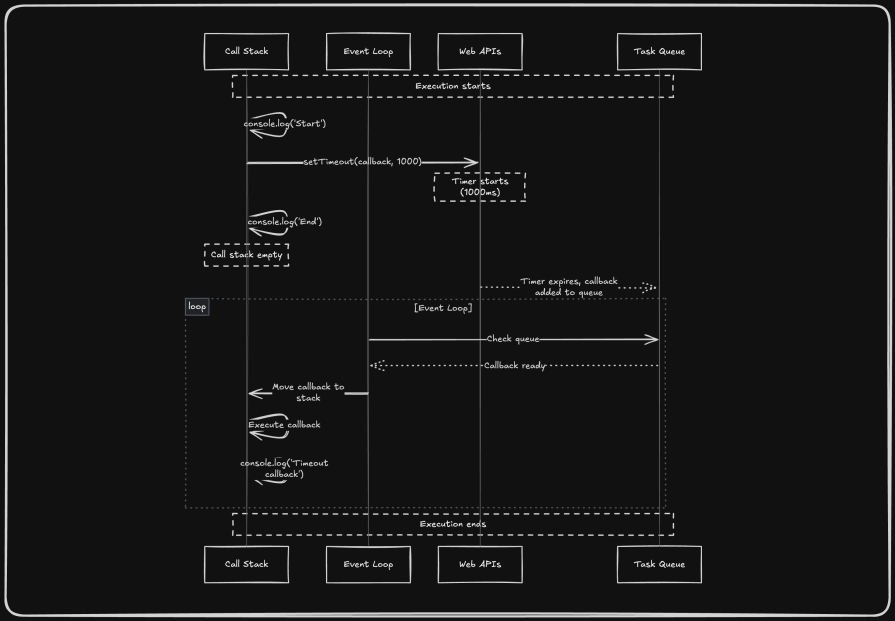 Call Stack
Event Loop
Web APIs
Task Queue
Execution starts
console.log('Start')
setTimeout(callback, 1000)
Timer starts
(1000ms)
console.log('End')
Call stack empty
Timer expires, callback
added to queue
loop
[Event Loop]
Check queue
Callback ready
Move callback to
stack
Execute callback
console.log('Timeout
callback')
Execution ends
Call Stack
Event Loop
Web APIs
Task Queue